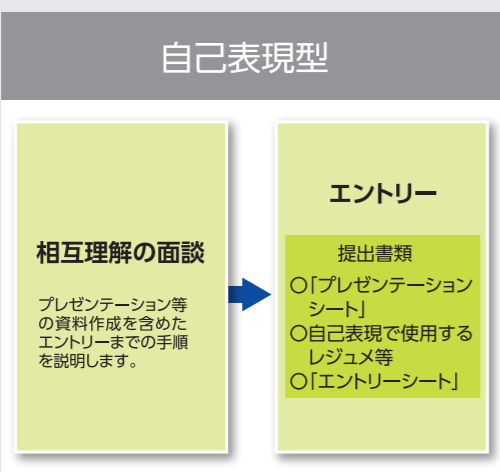 自己表現型
相互理解の面談
プレゼンテーション等
の資料作成を含めた
エントリーまでの手順
を説明します。
エントリー
提出書類
○「プレゼンテーション
シート」
○自己表現で使用する
レジュメ等
○「エントリーシート」